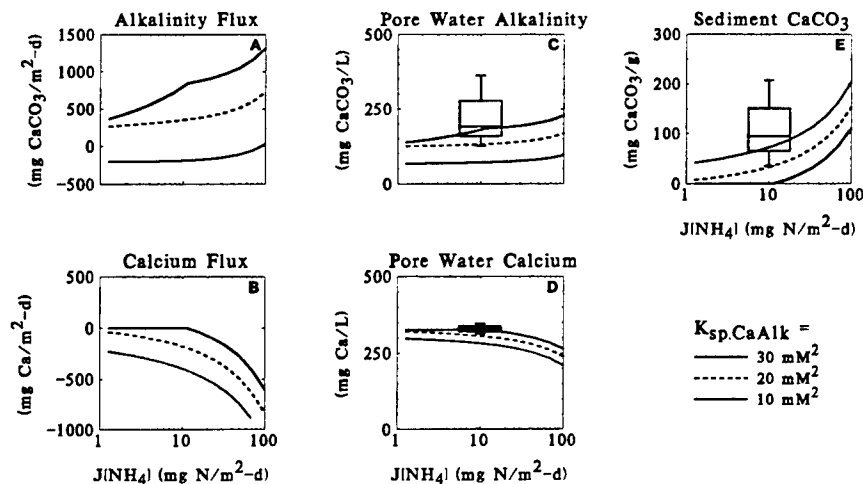 Alkalinity Flux
(mg CaCO₃/m²-d)
1500
1000
500
0
-500
A
Pore Water Alkalinity
(mg CaCO₃/L)
500
250
0
C
Sediment CaCO₃
(mg CaCO₃/g)
300
200
100
0
E
1 10 100
J[NH₄] (mg N/m²-d)
Calcium Flux
(mg Ca/m²-d)
500
0
-500
-1000
B
1 10 100
J[NH₄] (mg N/m²-d)
Pore Water Calcium
(mg Ca/L)
500
250
0
D
1 10 100
J[NH₄] (mg N/m²-d)
K_sp.CaAlk =
30 mM²
20 mM²
10 mM²